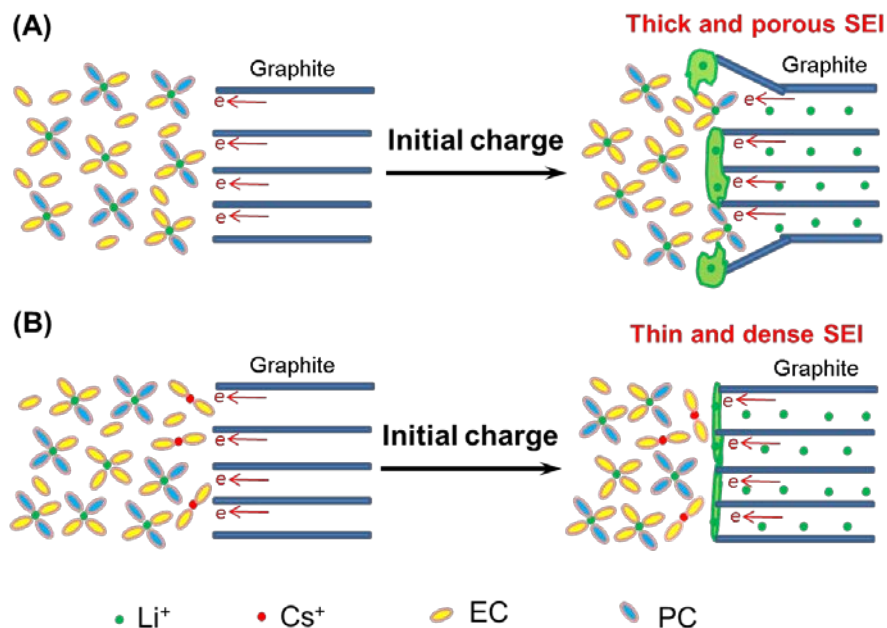 (A)
Thick and porous SEI
Graphite
Graphite
e
e
e
e
Initial charge
e
e
e
e
(B)
Thin and dense SEI
Graphite
Graphite
e
e
e
e
Initial charge
e
e
e
e
Li⁺ Cs⁺ EC PC